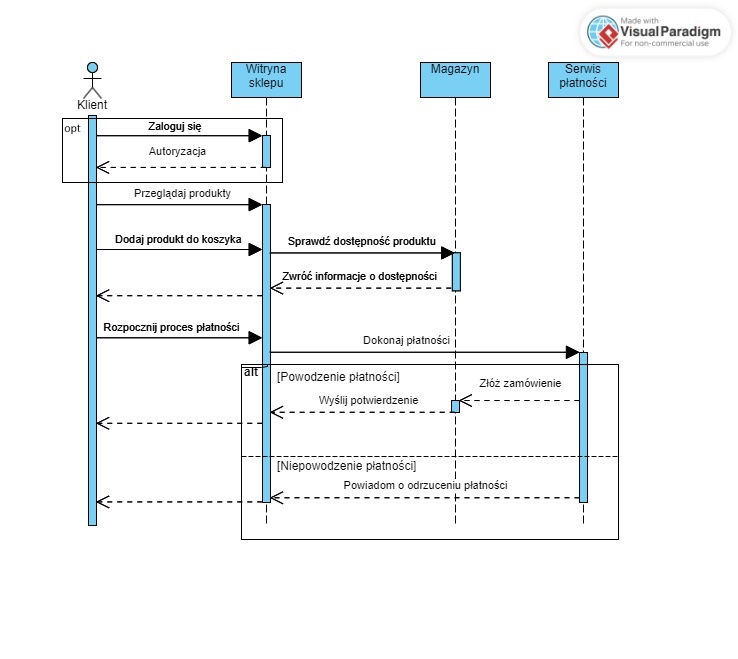 Made with
VisualParadigm
For non-commercial use
Klient
Witryna
sklepu
Magazyn
Serwis
płatności
opt
Zaloguj się
Autoryzacja
Przeglądaj produkty
Dodaj produkt do koszyka
Sprawdź dostępność produktu
Zwróć informacje o dostępności
Rozpocznij proces płatności
Dokonaj płatności
alt
[Powodzenie płatności]
Złóż zamówienie
Wyślij potwierdzenie
[Niepowodzenie płatności]
Powiadom o odrzuceniu płatności